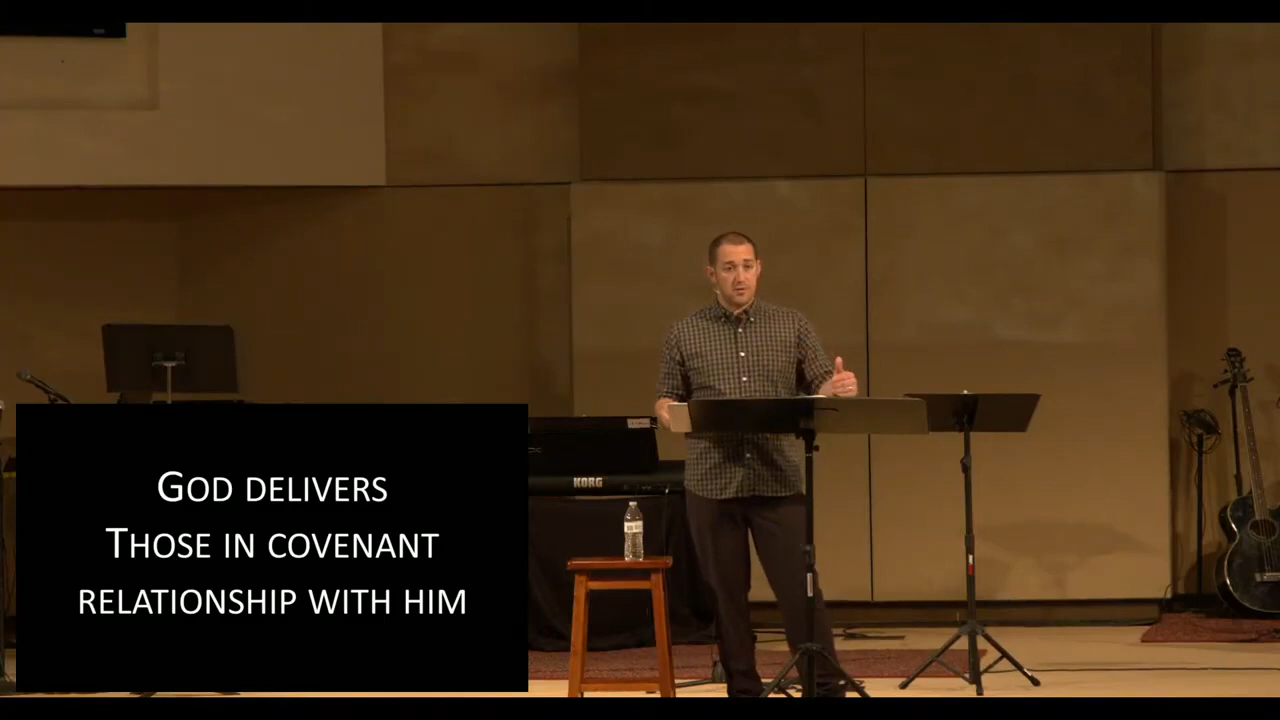 GOD DELIVERS
THOSE IN COVENANT
RELATIONSHIP WITH HIM
KORG